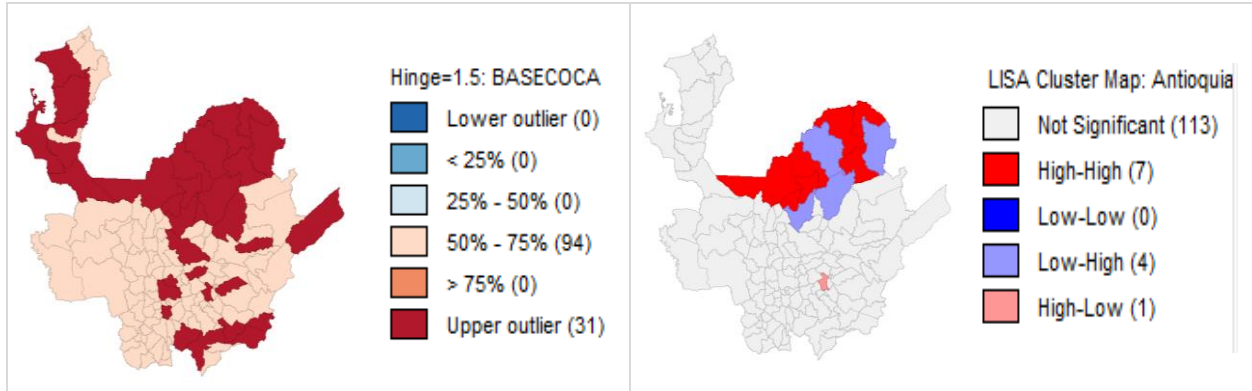 Hinge=1.5: BASECOCA
Lower outlier (0)
< 25% (0)
25% - 50% (0)
50% - 75% (94)
> 75% (0)
Upper outlier (31)
LISA Cluster Map: Antioquia
Not Significant (113)
High-High (7)
Low-Low (0)
Low-High (4)
High-Low (1)